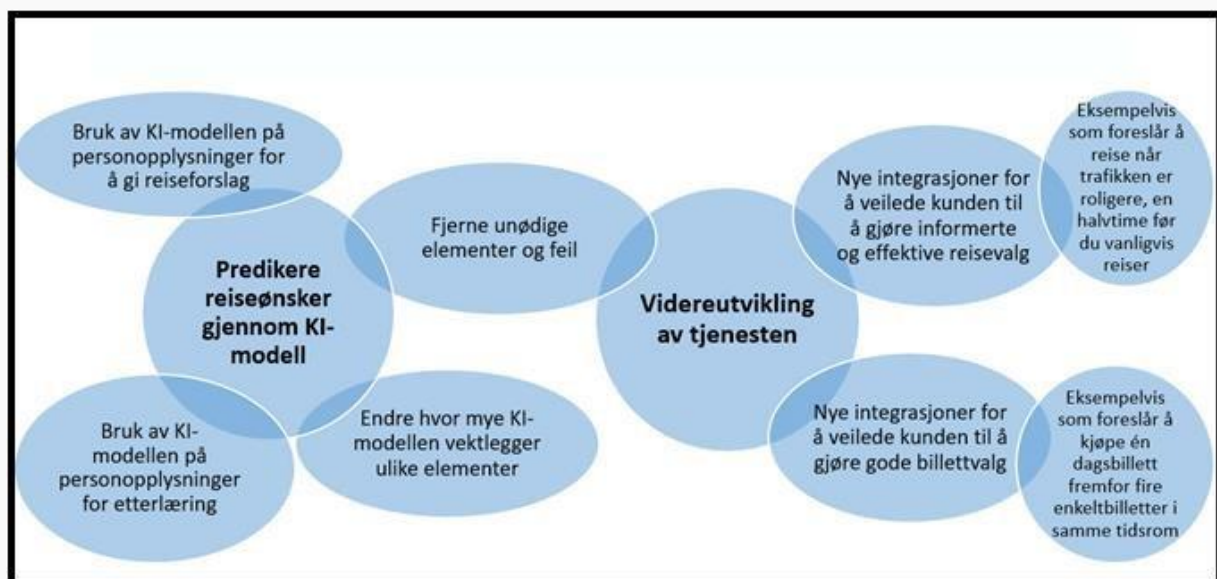 Bruk av KI-modellen på
personopplysninger for
å gi reiseforslag
Predikere
reiseønsker
gjennom KI-
modell
Bruk av KI-
modellen på
personopplysninger
for etterlæring
Fjerne unødige
elementer og feil
Endre hvor mye KI-
modellen vektlegger
ulike elementer
Videreutvikling
av tjenesten
Nye integrasjoner for
å veilede kunden til
å gjøre informerte
og effektive reisevalg
Eksempelvis
som foreslår å
reise når
trafikken er
roligere, en
halvtime før
du vanligvis
reiser
Nye integrasjoner for
å veilede kunden til å
gjøre gode billettvalg
Eksempelvis
som foreslår å
kjøpe én
dagsbillett
fremfor fire
enkeltbilletter i
samme tidsrom